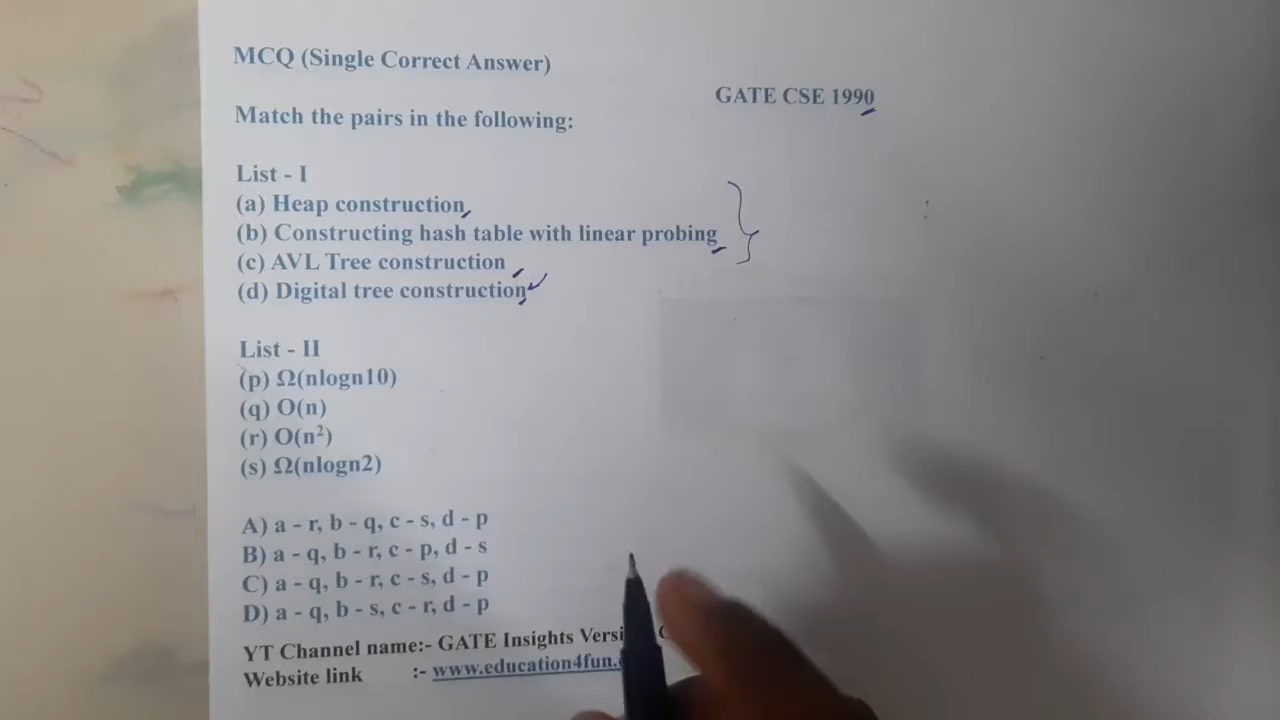 MCQ (Single Correct Answer)
GATE CSE 1990
Match the pairs in the following:
List - I
(a) Heap construction
(b) Constructing hash table with linear probing
(c) AVL Tree construction
(d) Digital tree construction
List - II
(p) Ω(nlogn10)
(q) O(n)
(r) O(n²)
(s) Ω(nlogn2)
A) a - r, b - q, c - s, d - p
B) a - q, b - r, c - p, d - s
C) a - q, b - r, c - s, d - p
D) a - q, b - s, c - r, d - p
YT Channel name:- GATE Insights Versi
Website link :- www.education4fun.